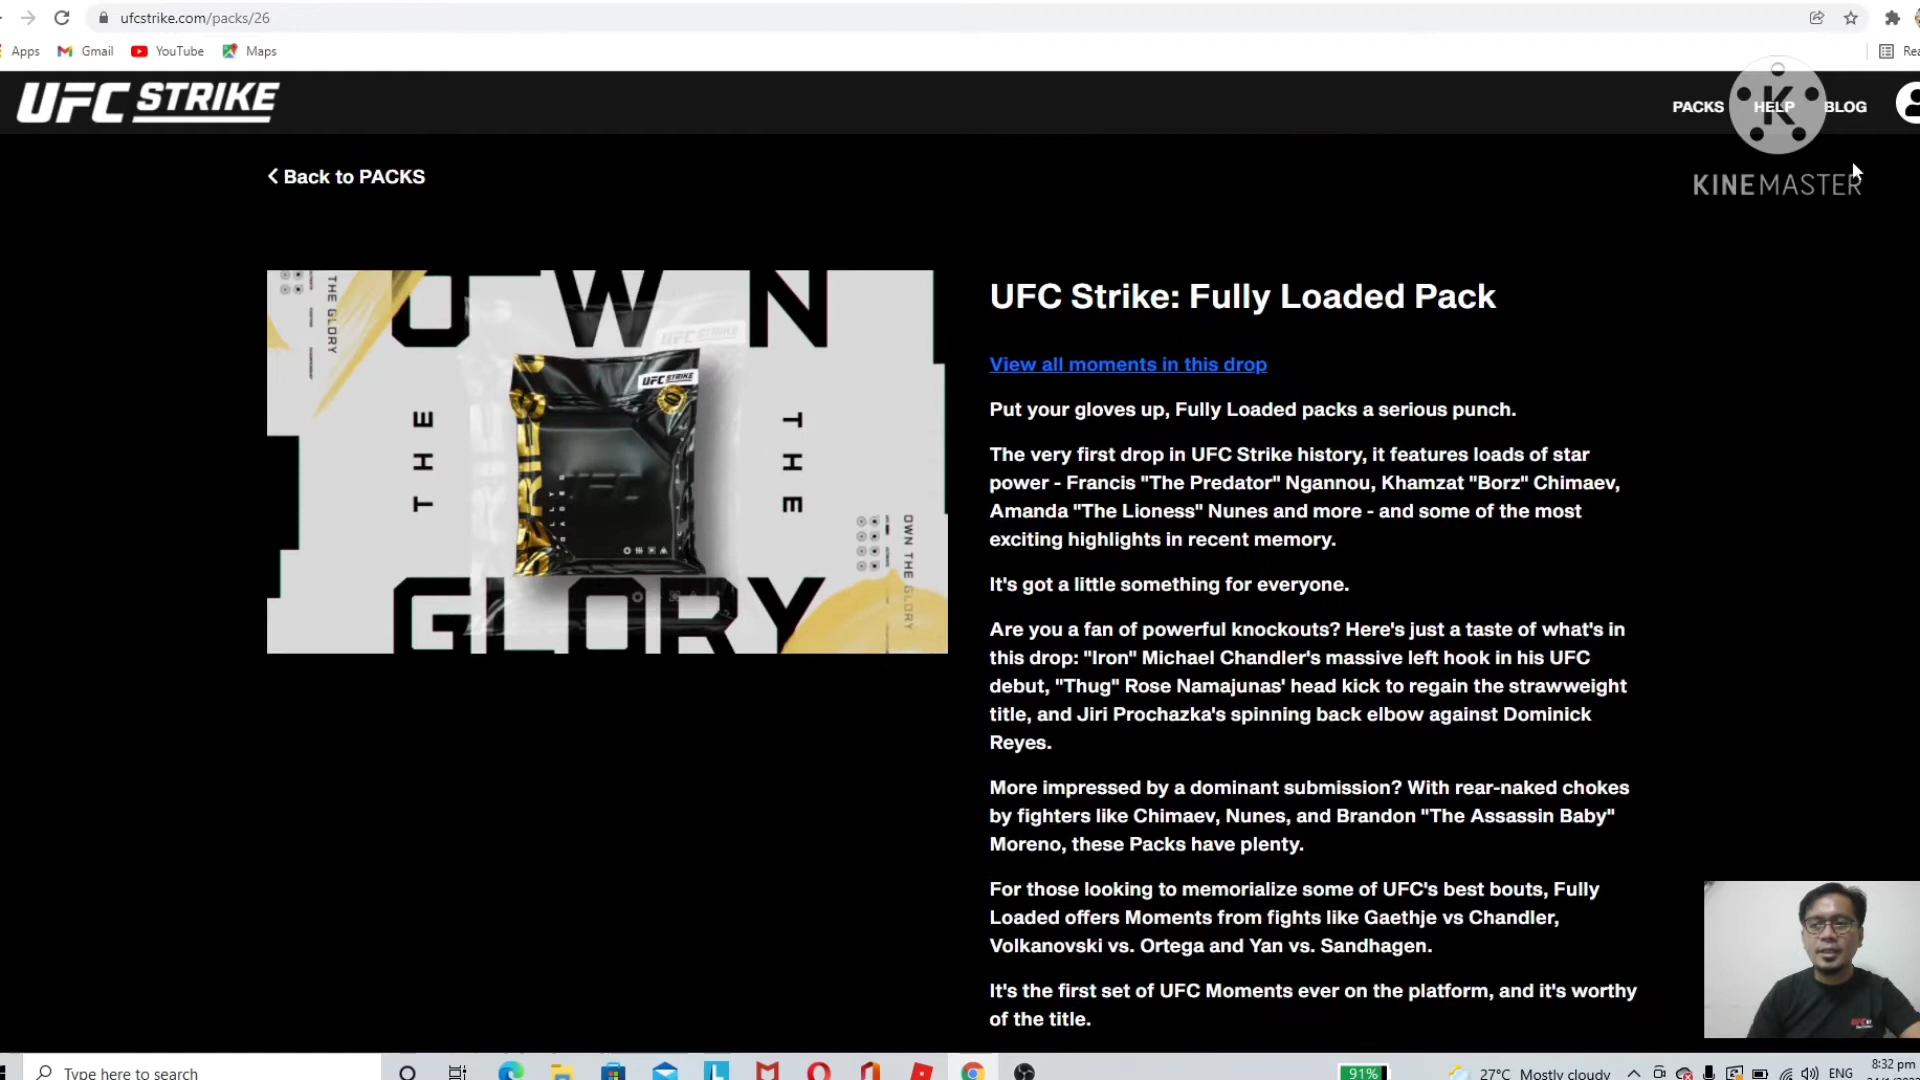 ufcstrike.com/packs/26
Apps Gmail YouTube Maps
UFC STRIKE
PACKS HELP BLOG
KINEMASTER
Back to PACKS
OWN
THE THE
GLORY
THE GLORY
UFC STRIKE
OWN THE GLORY
UFC Strike: Fully Loaded Pack
View all moments in this drop
Put your gloves up, Fully Loaded packs a serious punch.
The very first drop in UFC Strike history, it features loads of star
power - Francis "The Predator" Ngannou, Khamzat "Borz" Chimaev,
Amanda "The Lioness" Nunes and more - and some of the most
exciting highlights in recent memory.
It's got a little something for everyone.
Are you a fan of powerful knockouts? Here's just a taste of what's in
this drop: "Iron" Michael Chandler's massive left hook in his UFC
debut, "Thug" Rose Namajunas' head kick to regain the strawweight
title, and Jiri Prochazka's spinning back elbow against Dominick
Reyes.
More impressed by a dominant submission? With rear-naked chokes
by fighters like Chimaev, Nunes, and Brandon "The Assassin Baby"
Moreno, these Packs have plenty.
For those looking to memorialize some of UFC's best bouts, Fully
Loaded offers Moments from fights like Gaethje vs Chandler,
Volkanovski vs. Ortega and Yan vs. Sandhagen.
It's the first set of UFC Moments ever on the platform, and it's worthy
of the title.
Type here to search
91% 27°C Mostly cloudy ENG 8:32 pm